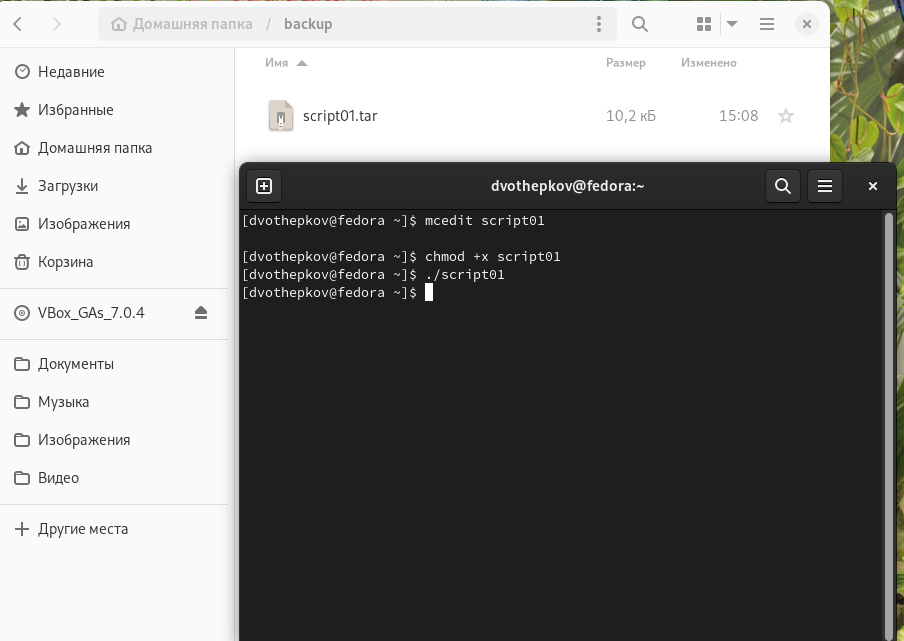 Домашняя папка / backup
Недавние
Избранные
Домашняя папка
Загрузки
Изображения
Корзина
VBox_GAs_7.0.4
Документы
Музыка
Изображения
Видео
Другие места
Имя Размер Изменено
script01.tar 10,2 кБ 15:08
dvothepkov@fedora:~
[dvothepkov@fedora ~]$ mcedit script01
[dvothepkov@fedora ~]$ chmod +x script01
[dvothepkov@fedora ~]$ ./script01
[dvothepkov@fedora ~]$